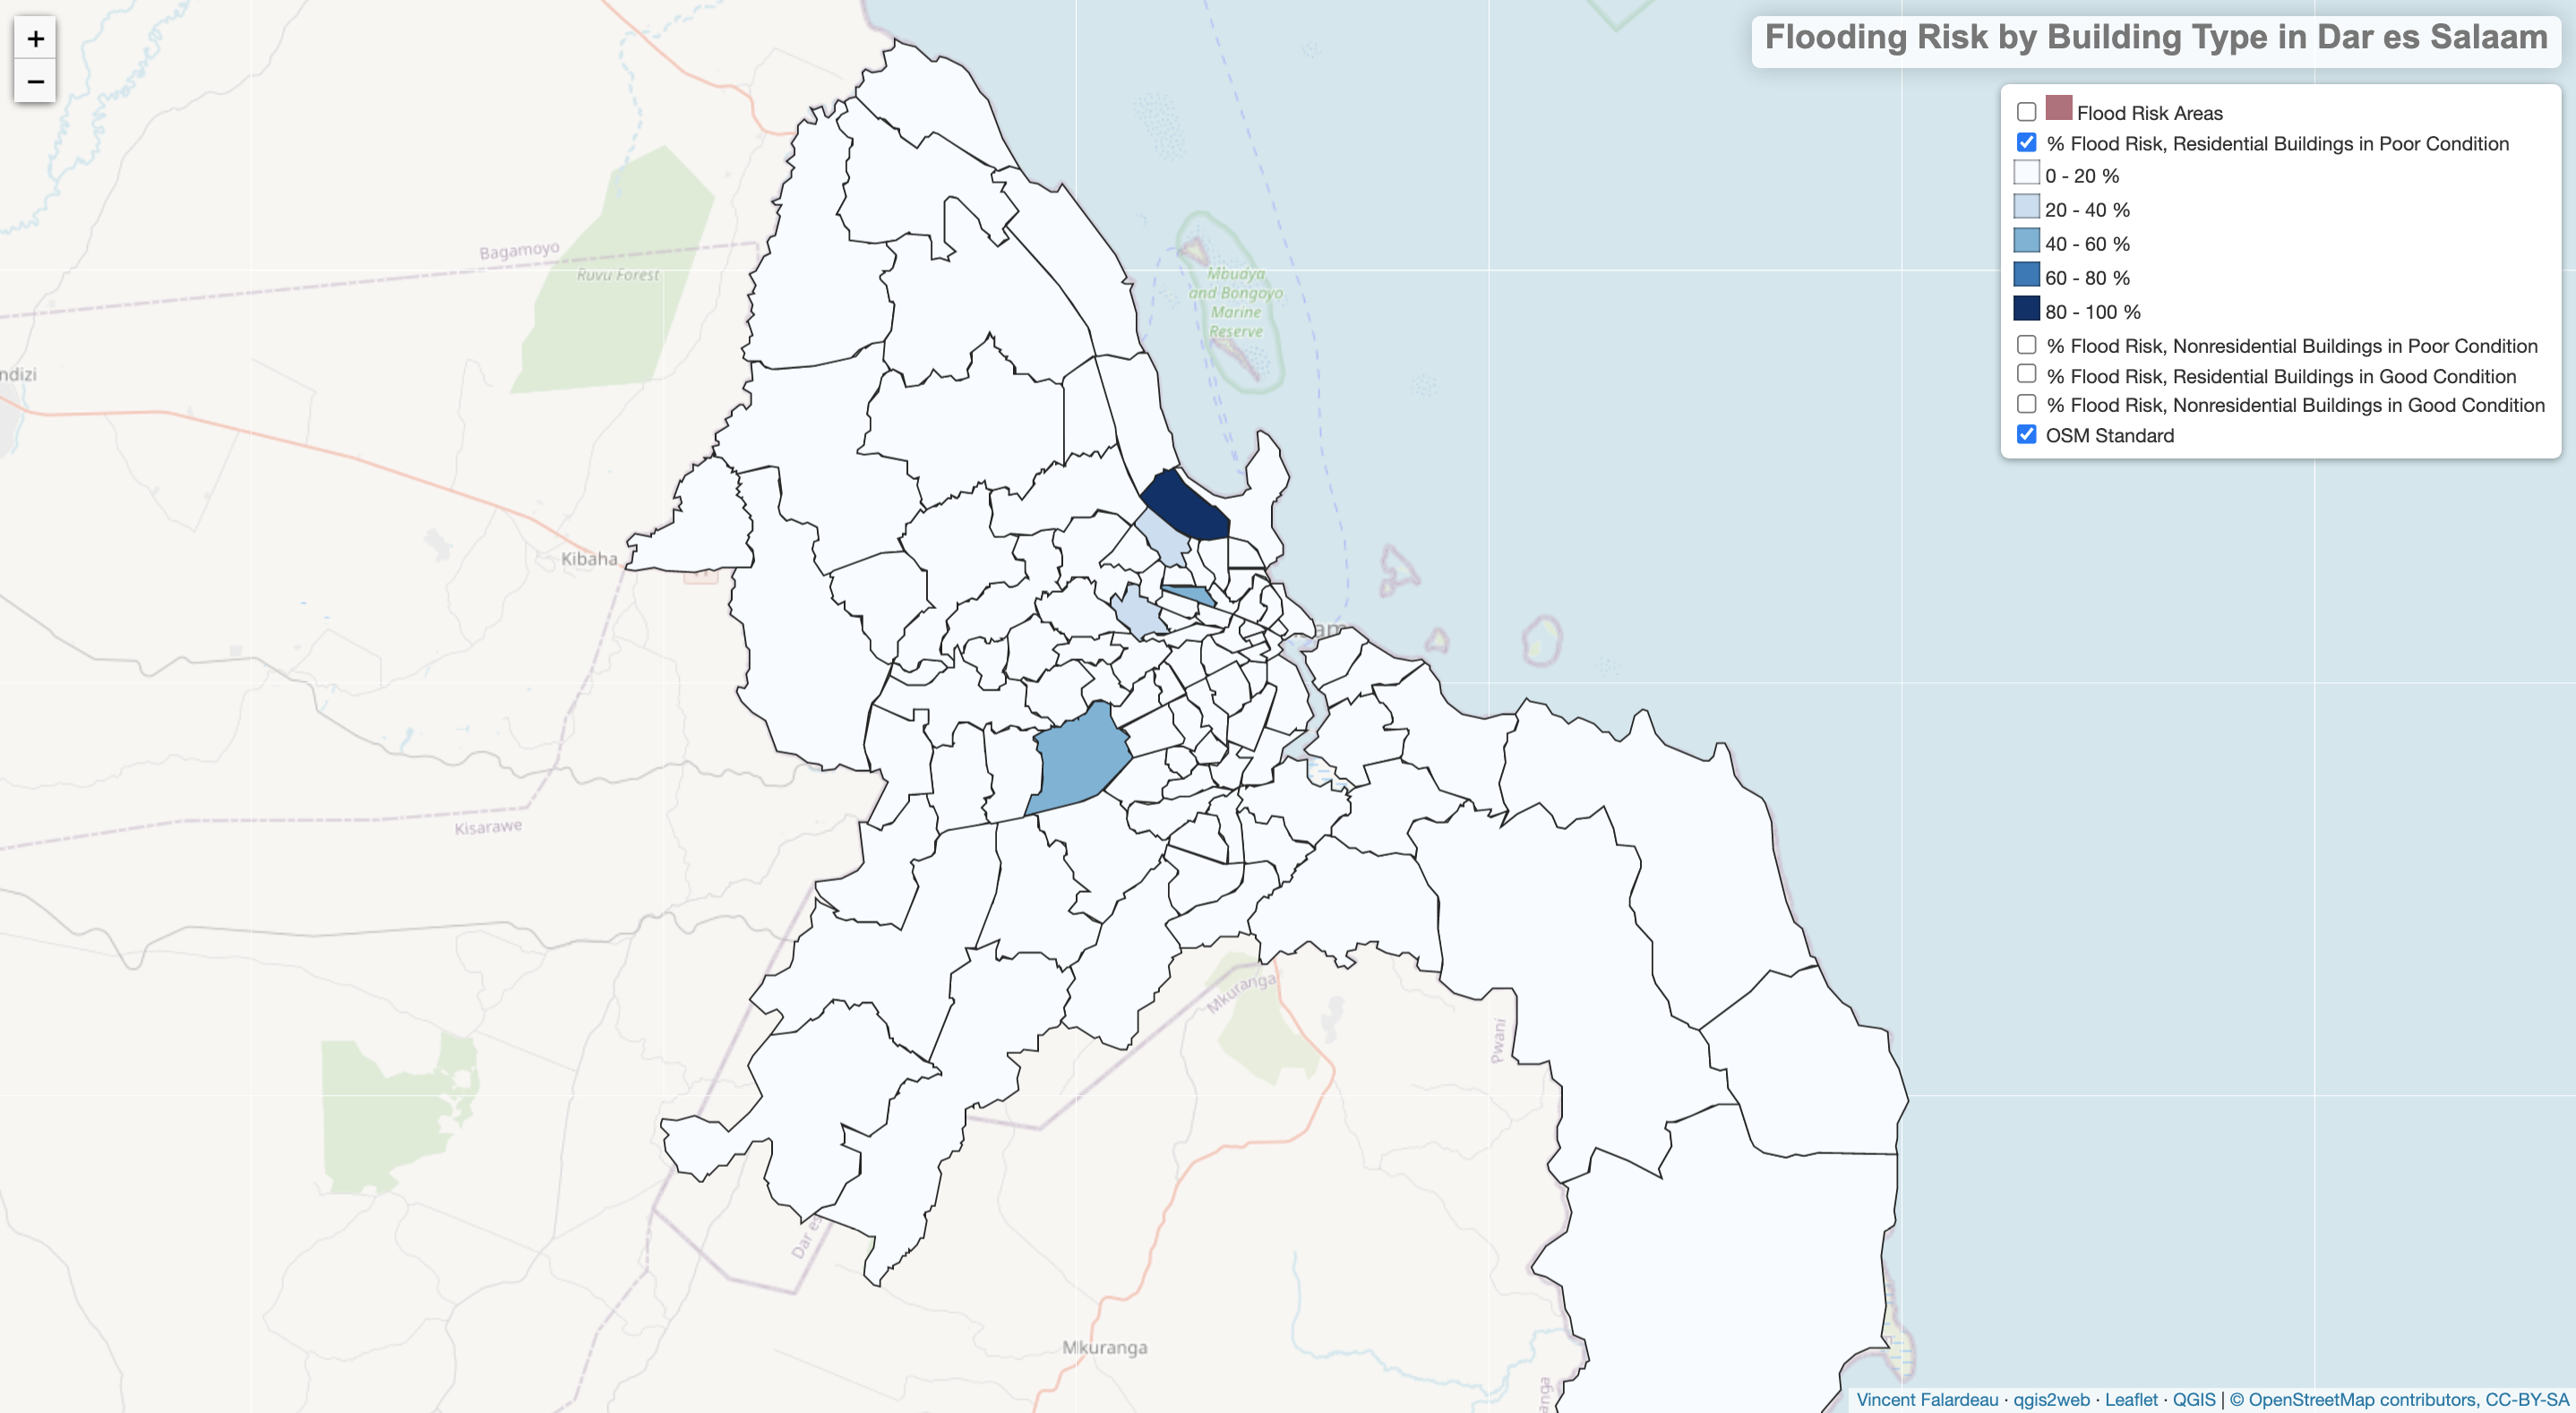 +
−
Flooding Risk by Building Type in Dar es Salaam
Flood Risk Areas
% Flood Risk, Residential Buildings in Poor Condition
0 - 20 %
20 - 40 %
40 - 60 %
60 - 80 %
80 - 100 %
% Flood Risk, Nonresidential Buildings in Poor Condition
% Flood Risk, Residential Buildings in Good Condition
% Flood Risk, Nonresidential Buildings in Good Condition
OSM Standard
Bagamoyo
Ruvu Forest
Mbudya
and Bongoyo
Marine
Reserve
ndizi
Kibaha
Kisarawe
Mkuranga
Pwani
Dar es
Mkuranga
Vincent Falardeau · qgis2web · Leaflet · QGIS | © OpenStreetMap contributors, CC-BY-SA